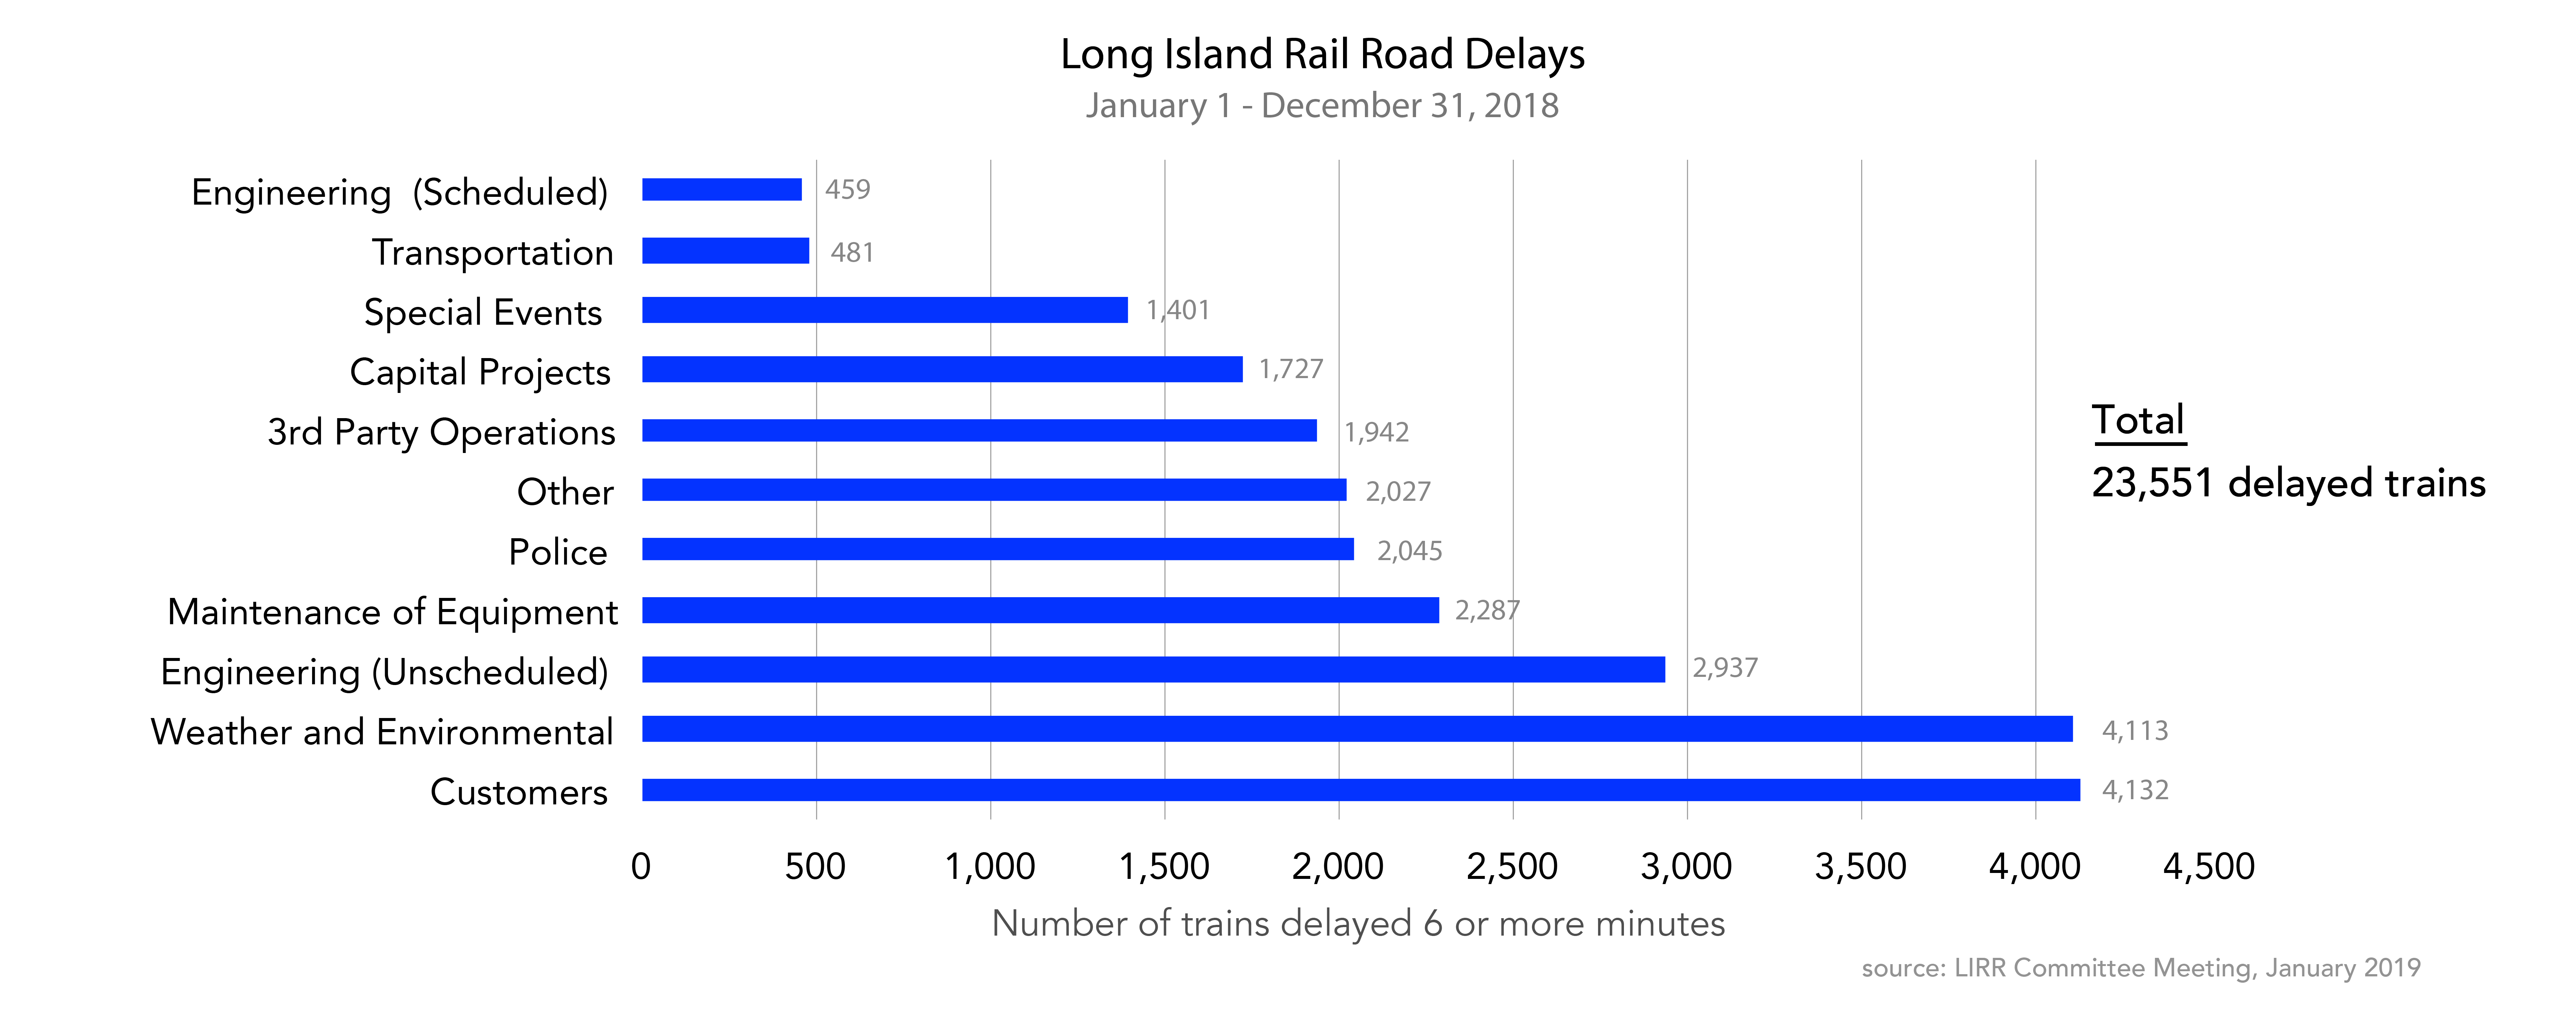 Long Island Rail Road Delays
January 1 - December 31, 2018
Engineering (Scheduled) 459
Transportation 481
Special Events 1,401
Capital Projects 1,727
3rd Party Operations 1,942
Other 2,027
Police 2,045
Maintenance of Equipment 2,287
Engineering (Unscheduled) 2,937
Weather and Environmental 4,113
Customers 4,132
Total
23,551 delayed trains
0 500 1,000 1,500 2,000 2,500 3,000 3,500 4,000 4,500
Number of trains delayed 6 or more minutes
source: LIRR Committee Meeting, January 2019